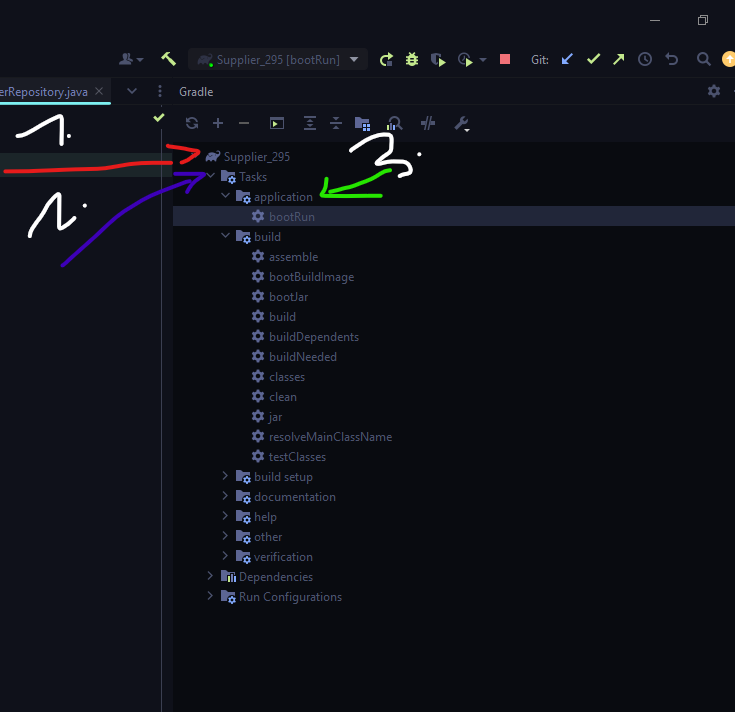 Supplier_295 [bootRun]
Git:
erRepository.java
Gradle
1.
Supplier_295
3.
Tasks
2.
application
bootRun
build
assemble
bootBuildImage
bootJar
build
buildDependents
buildNeeded
classes
clean
jar
resolveMainClassName
testClasses
build setup
documentation
help
other
verification
Dependencies
Run Configurations